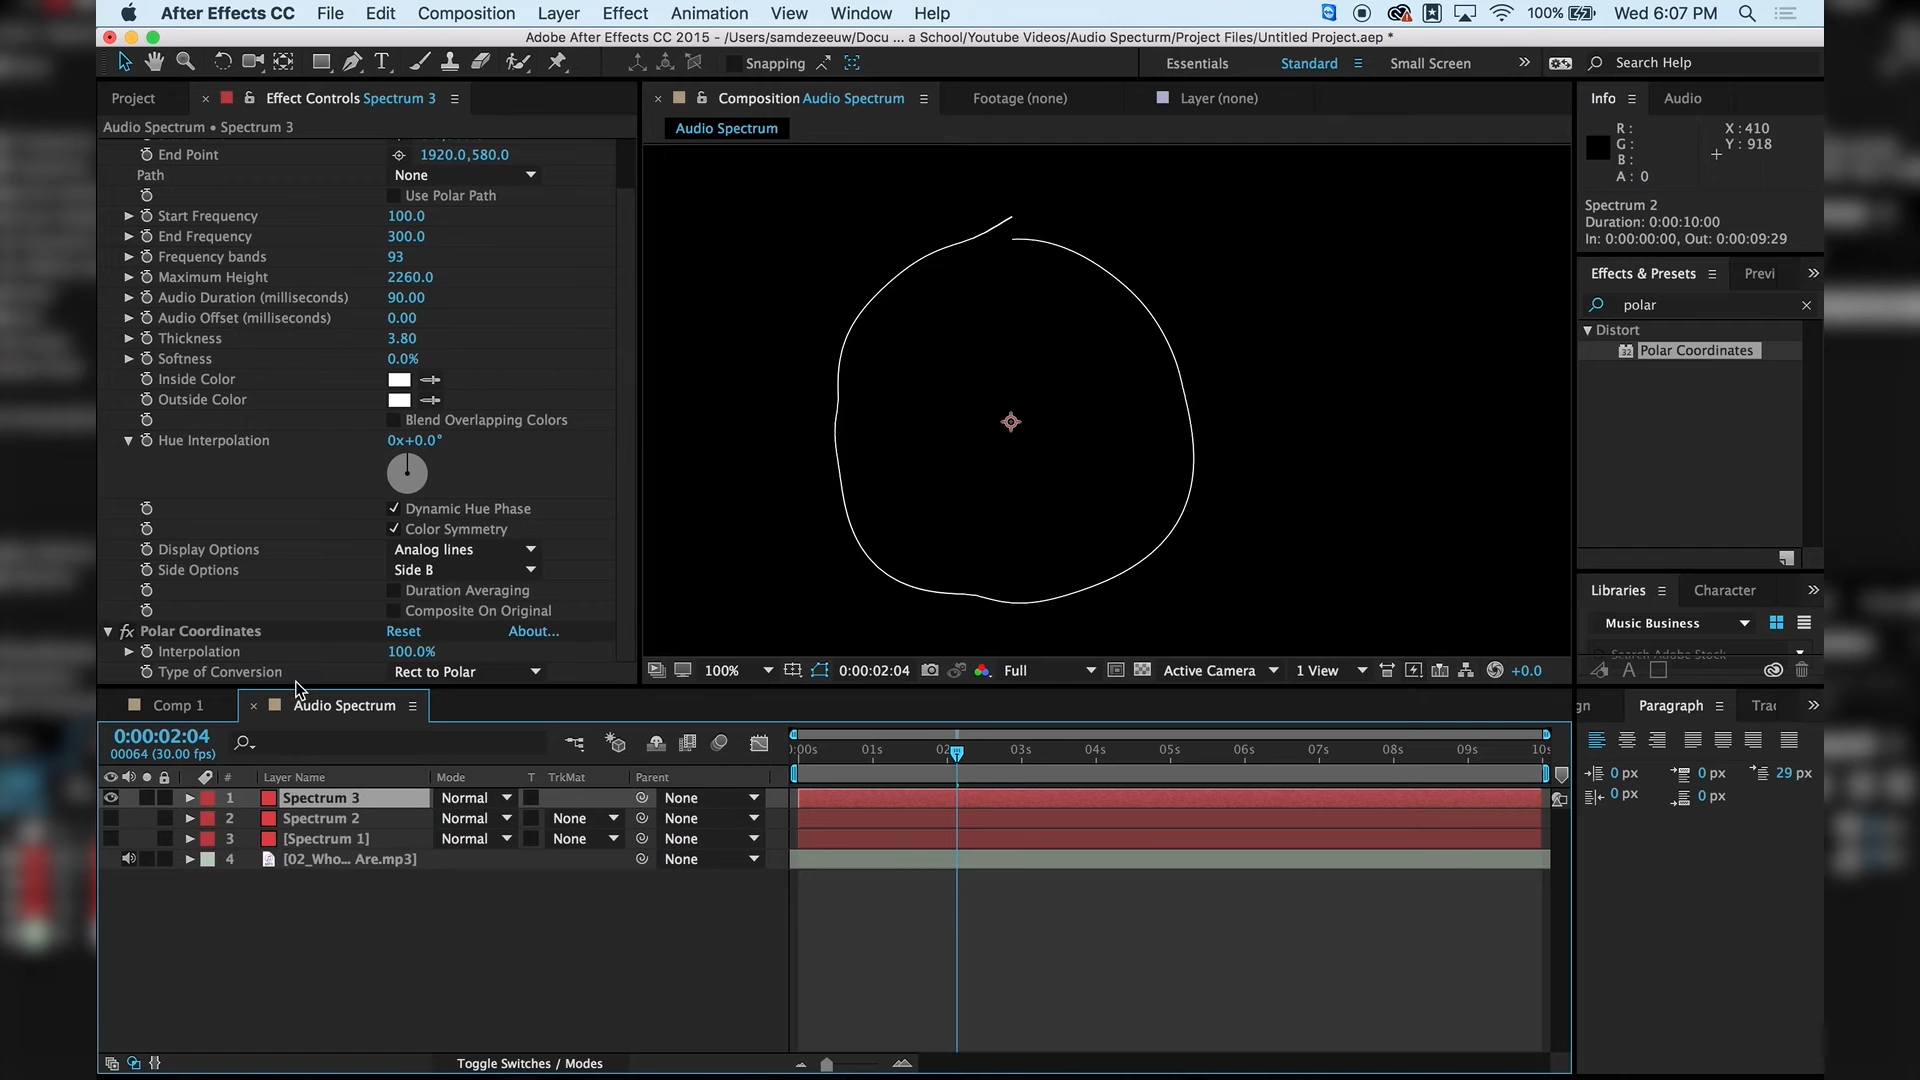 After Effects CC File Edit Composition Layer Effect Animation View Window Help 100% Wed 6:07 PM
Adobe After Effects CC 2015 - /Users/samdezeeuw/Docu ... a School/Youtube Videos/Audio Specturm/Project Files/Untitled Project.aep *
Snapping Essentials Standard Small Screen Search Help
Project Effect Controls Spectrum 3
Audio Spectrum • Spectrum 3
End Point 1920.0,580.0
Path None
Use Polar Path
Start Frequency 100.0
End Frequency 300.0
Frequency bands 93
Maximum Height 2260.0
Audio Duration (milliseconds) 90.00
Audio Offset (milliseconds) 0.00
Thickness 3.80
Softness 0.0%
Inside Color
Outside Color
Blend Overlapping Colors
Hue Interpolation 0x+0.0°
Dynamic Hue Phase
Color Symmetry
Display Options Analog lines
Side Options Side B
Duration Averaging
Composite On Original
fx Polar Coordinates Reset About...
Interpolation 100.0%
Type of Conversion Rect to Polar
Composition Audio Spectrum Footage (none) Layer (none)
Audio Spectrum
100% 0:00:02:04 Full Active Camera 1 View +0.0
Info Audio
R : X : 410
G : Y : 918
B :
A : 0
Spectrum 2
Duration: 0:00:10:00
In: 0:00:00:00, Out: 0:00:09:29
Effects & Presets Previ
polar
Distort
32 Polar Coordinates
Libraries Character
Music Business
Search Adobe Stock
gn Paragraph Trac
0 px 0 px 29 px
0 px 0 px
Comp 1 Audio Spectrum
0:00:02:04
00064 (30.00 fps)
):00s 01s 02 03s 04s 05s 06s 07s 08s 09s 10s
# Layer Name Mode T TrkMat Parent
1 Spectrum 3 Normal None
2 Spectrum 2 Normal None None
3 [Spectrum 1] Normal None None
4 [02_Who... Are.mp3] None
Toggle Switches / Modes